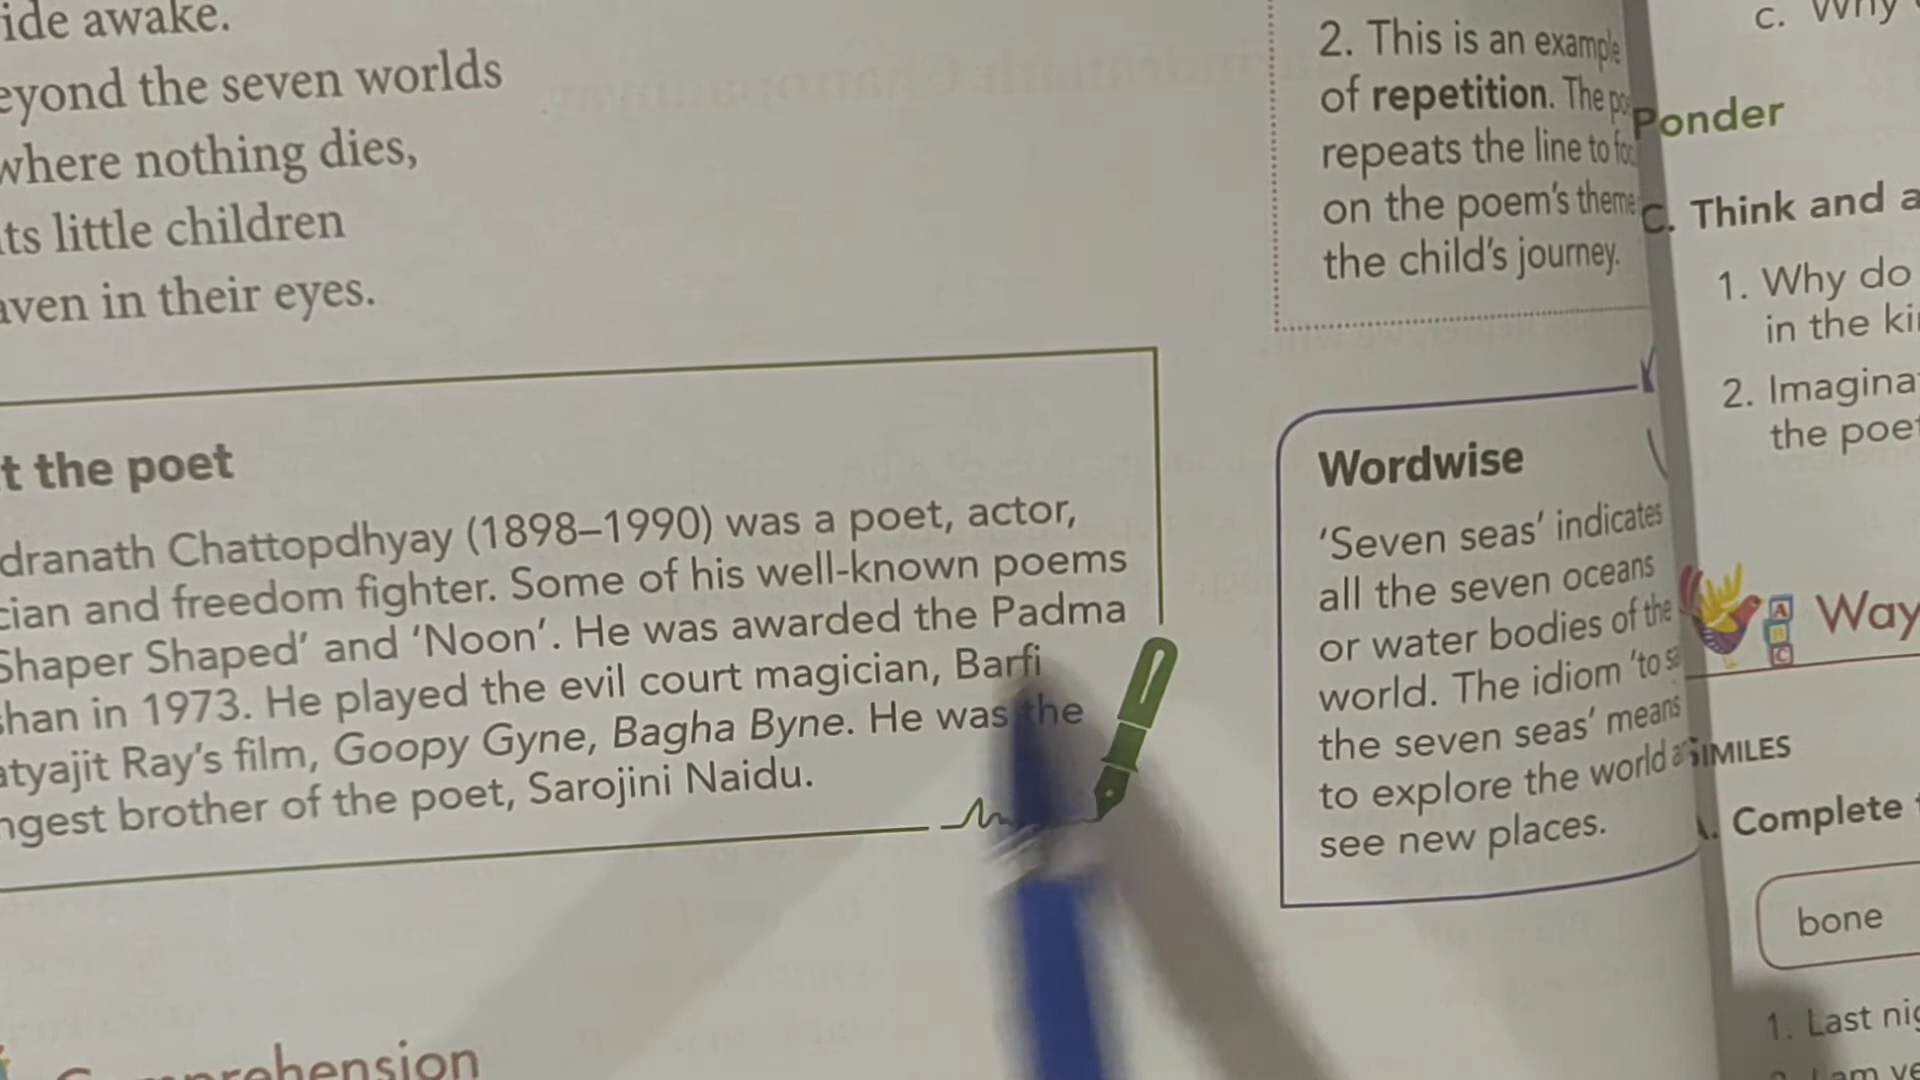 ide awake.
eyond the seven worlds
where nothing dies,
its little children
aven in their eyes.
t the poet
dranath Chattopdhyay (1898–1990) was a poet, actor,
cian and freedom fighter. Some of his well-known poems
Shaper Shaped’ and ‘Noon’. He was awarded the Padma
han in 1973. He played the evil court magician, Barfi
atyajit Ray’s film, Goopy Gyne, Bagha Byne. He was the
ngest brother of the poet, Sarojini Naidu.
Comprehension
2. This is an example
of repetition. The
repeats the line to
on the poem’s theme
the child’s journey.
Wordwise
‘Seven seas’ indicates
all the seven oceans
or water bodies of the
world. The idiom ‘to
the seven seas’ means
to explore the world
see new places.
c. Why
Ponder
C. Think and a
1. Why do
in the
2. Imagina
the poet
A B C
Way
SIMILES
Complete
bone
1. Last
am